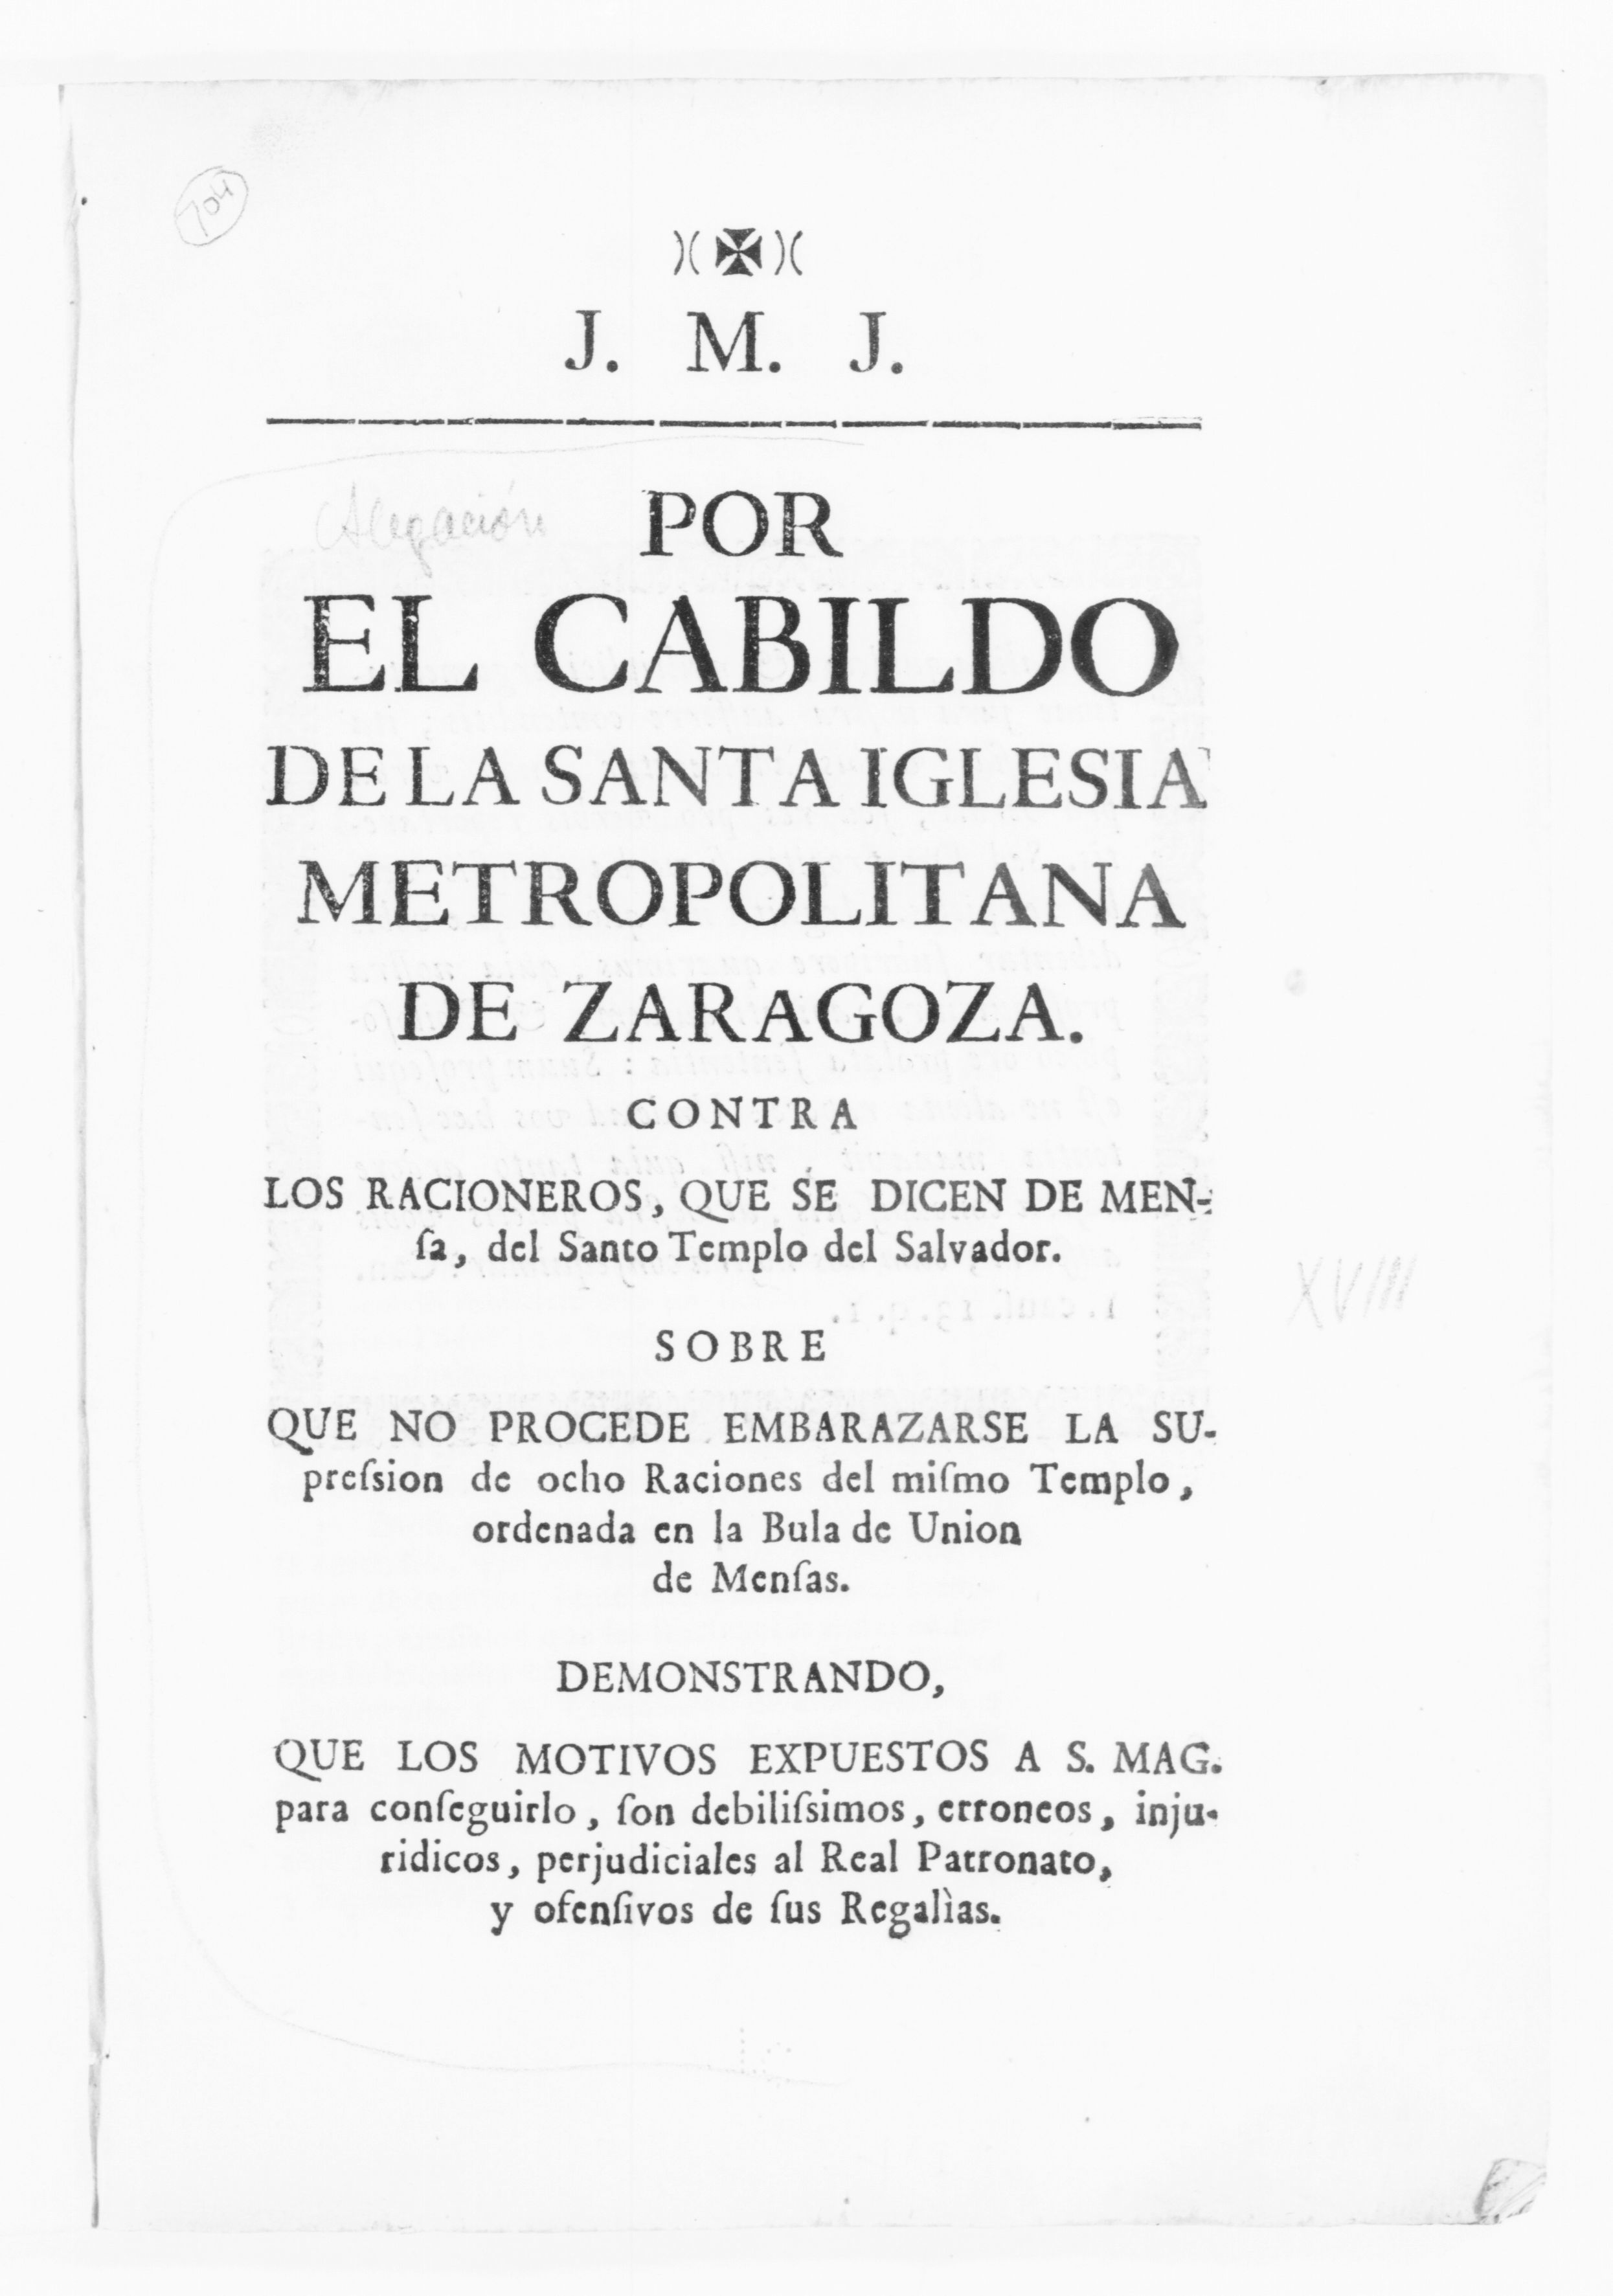 704
)(✠)(
J. M. J.
Alegación
POR
EL CABILDO
DE LA SANTA IGLESIA
METROPOLITANA
DE ZARAGOZA.
CONTRA
LOS RACIONEROS, QUE SE DICEN DE MEN-
ſa, del Santo Templo del Salvador.
XVIII
SOBRE
QUE NO PROCEDE EMBARAZARSE LA SU-
preſsion de ocho Raciones del miſmo Templo,
ordenada en la Bula de Union
de Menſas.
DEMONSTRANDO,
QUE LOS MOTIVOS EXPUESTOS A S. MAG.
para conſeguirlo, ſon debiliſsimos, erroneos, inju-
ridicos, perjudiciales al Real Patronato,
y ofenſivos de ſus Regalìas.